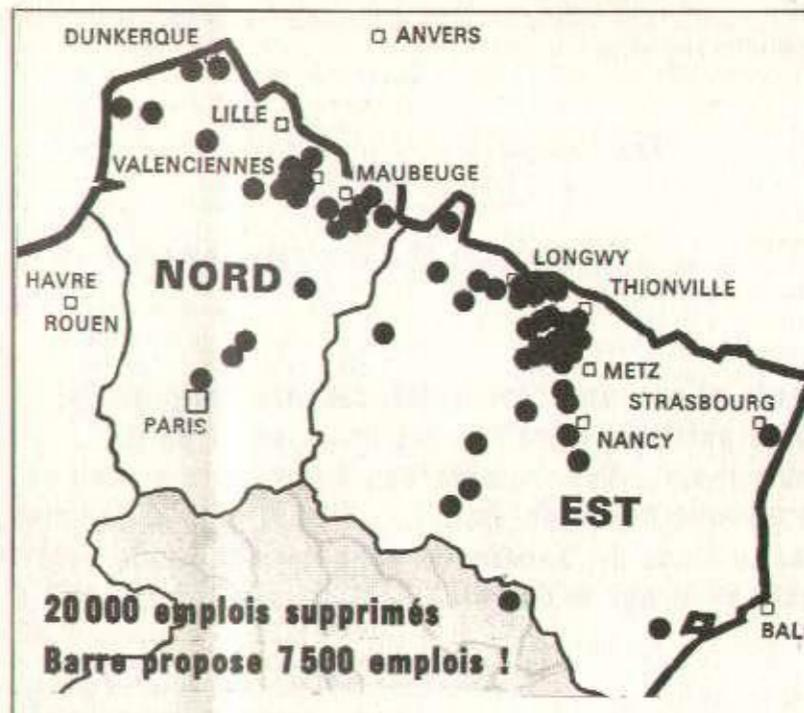 DUNKERQUE
ANVERS
LILLE
VALENCIENNES
MAUBEUGE
LONGWY
HAVRE
NORD
THIONVILLE
ROUEN
METZ
STRASBOURG
PARIS
NANCY
EST
20 000 emplois supprimés
BAL
Barre propose 7 500 emplois !